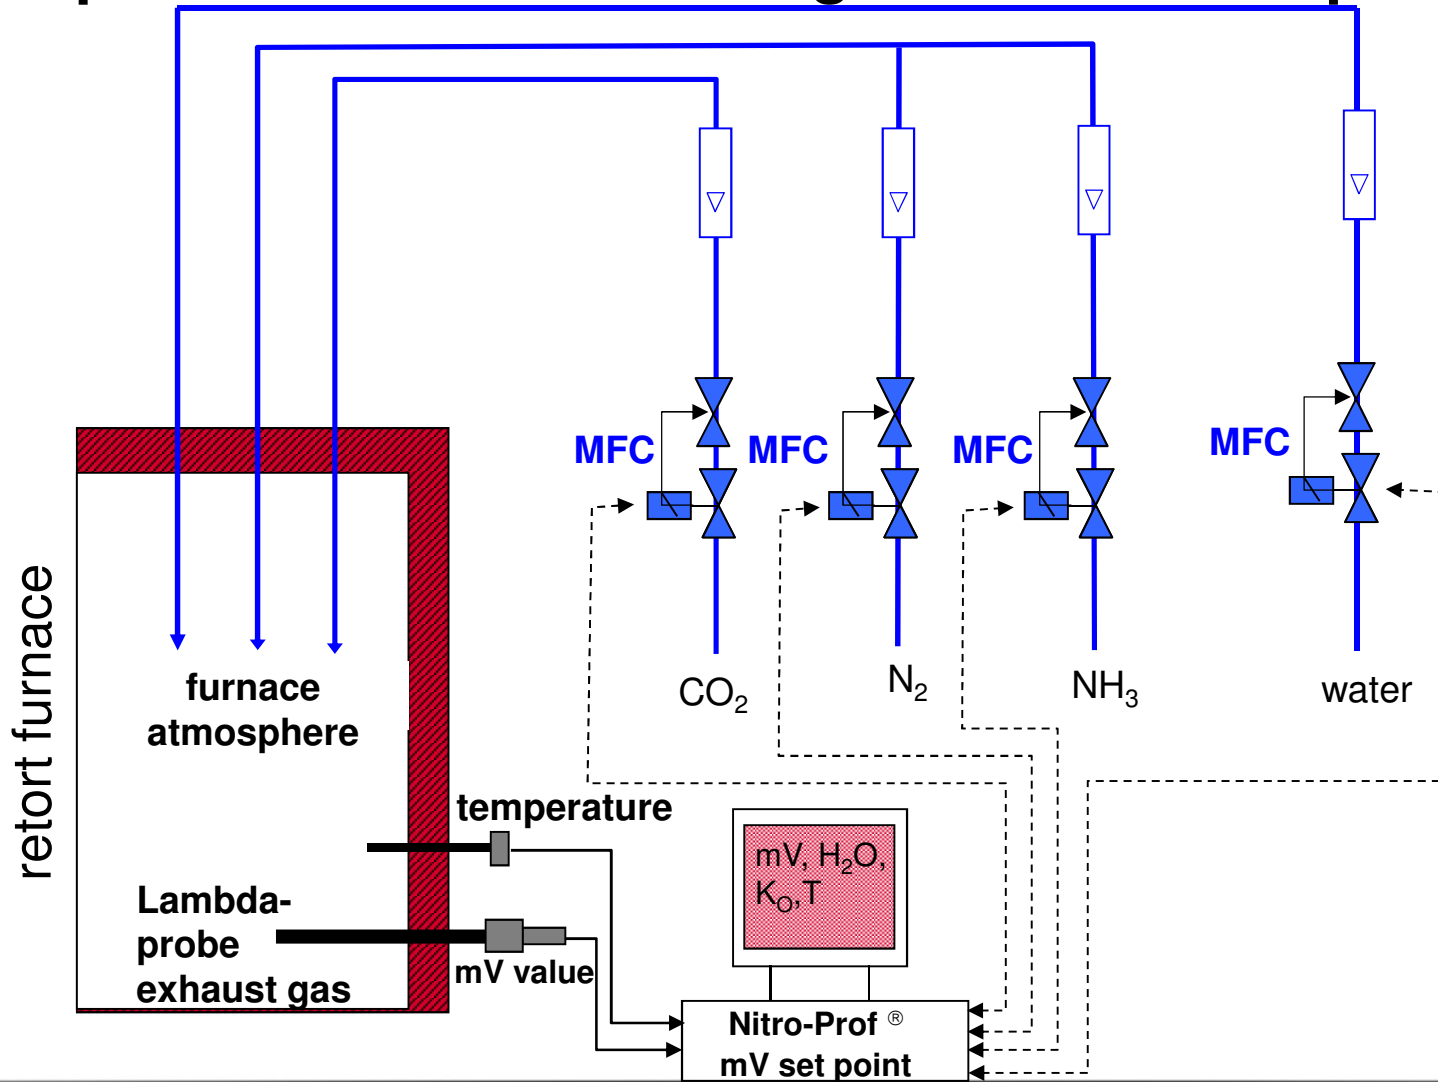 MFC
MFC
MFC
MFC
retort furnace
furnace
atmosphere
CO₂
N₂
NH₃
water
temperature
mV, H₂O,
K₀,T
Lambda-
probe
exhaust gas
mV value
Nitro-Prof ®
mV set point